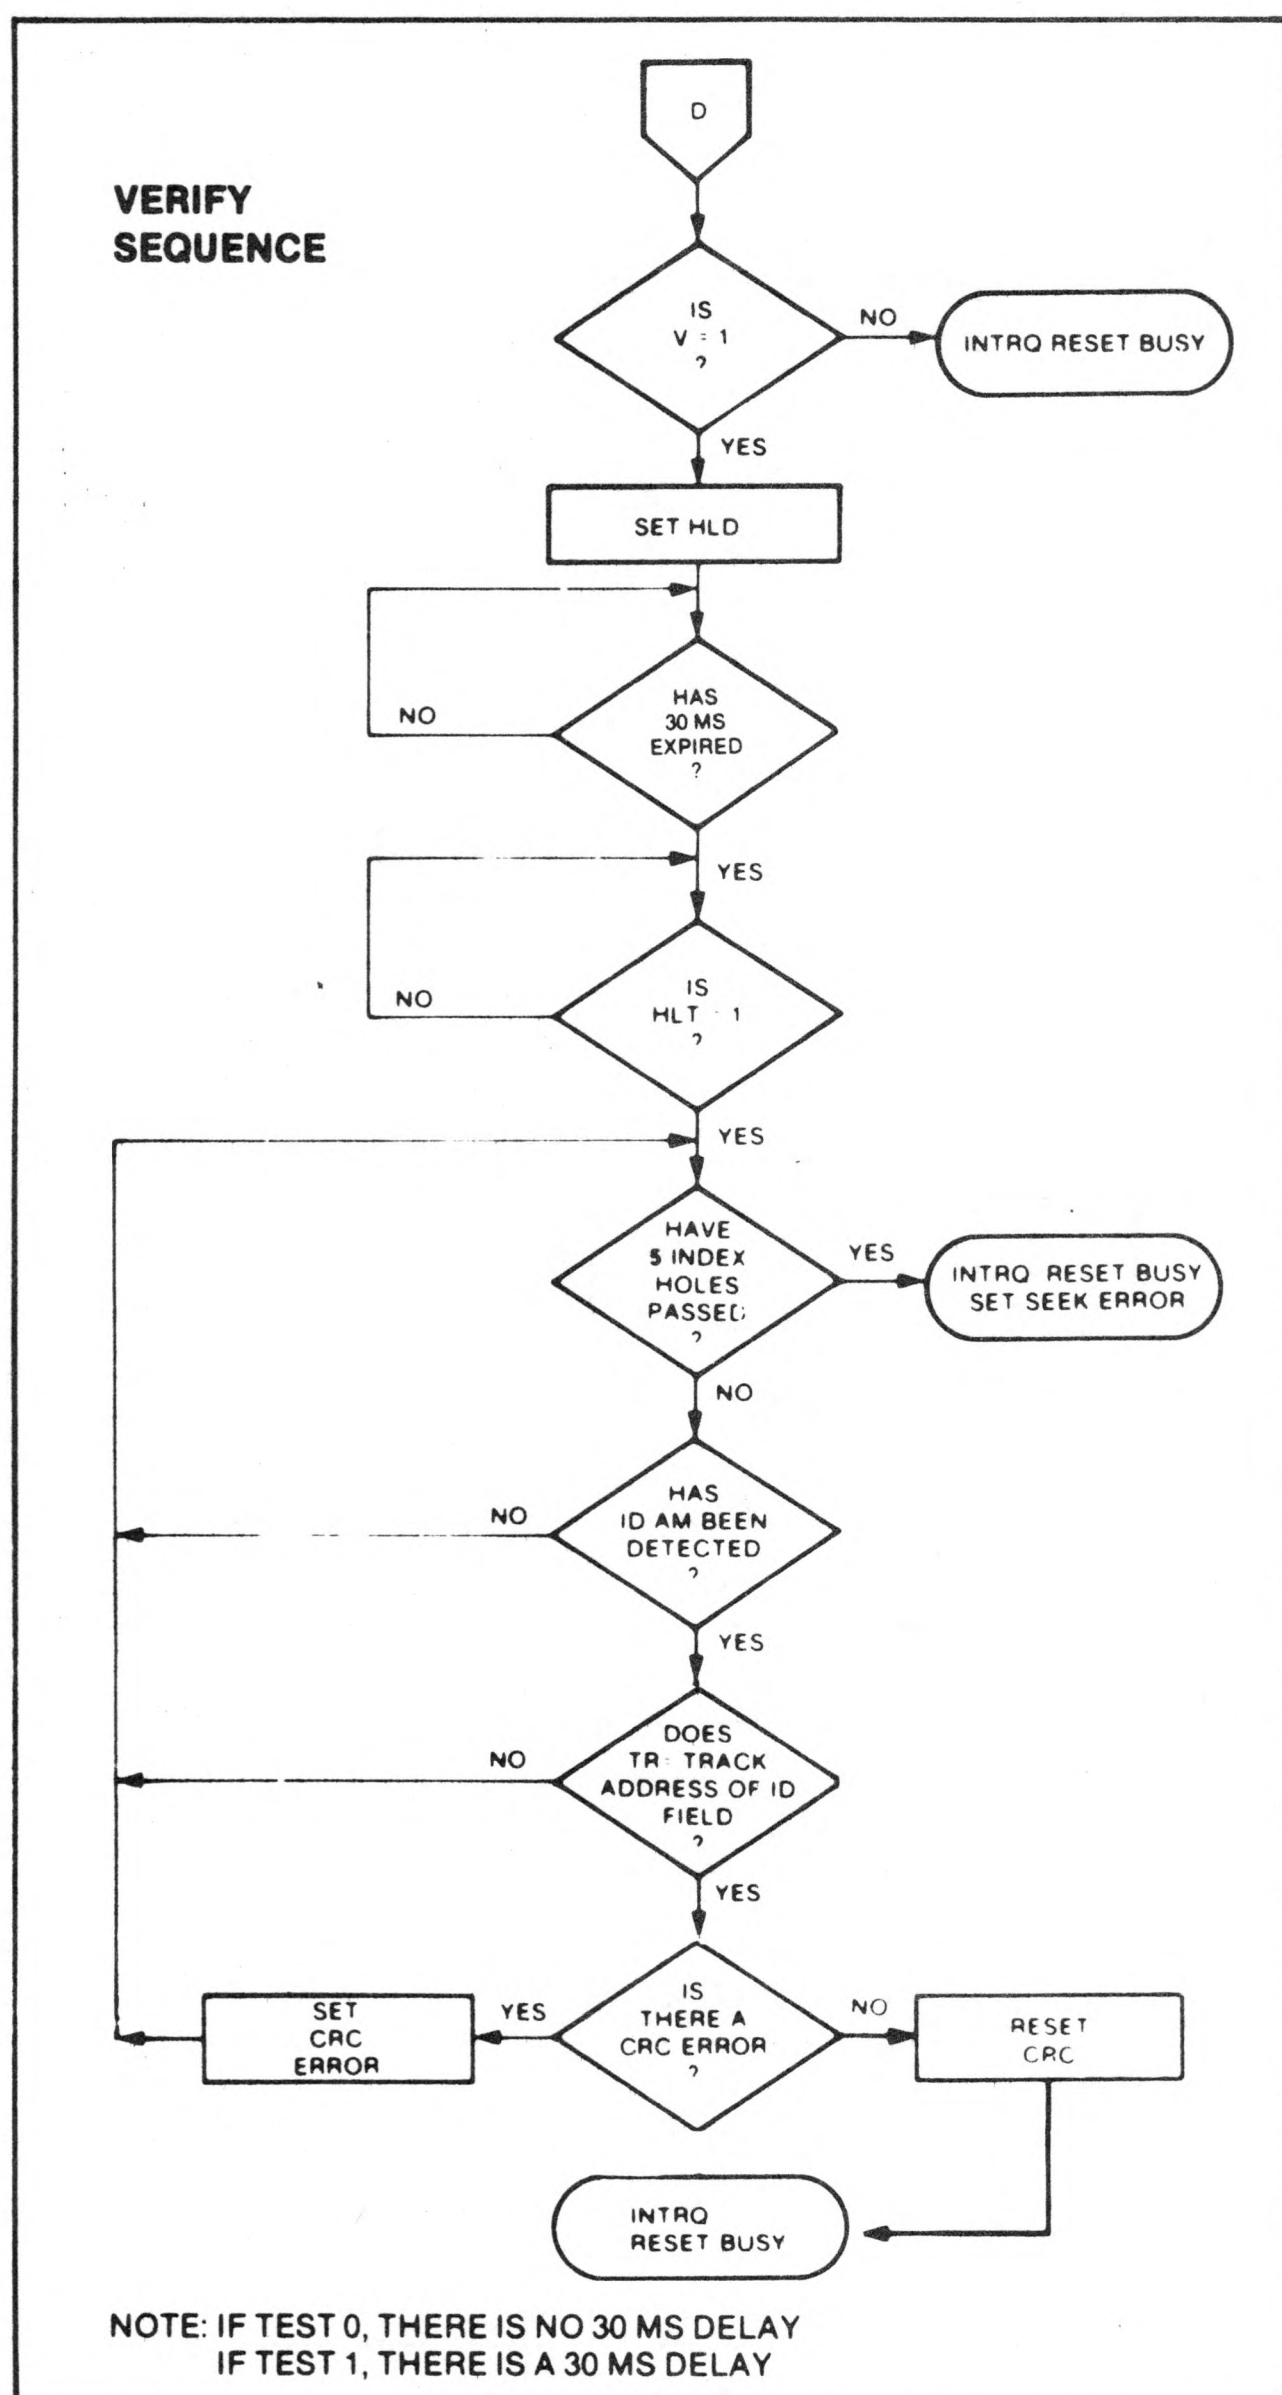 D
VERIFY
SEQUENCE
IS
V = 1
?
NO
INTRQ RESET BUSY
YES
SET HLD
HAS
30 MS
EXPIRED
?
NO
YES
IS
HLT = 1
?
NO
YES
HAVE
5 INDEX
HOLES
PASSED
?
YES
INTRQ RESET BUSY
SET SEEK ERROR
NO
HAS
ID AM BEEN
DETECTED
?
NO
YES
DOES
TR = TRACK
ADDRESS OF ID
FIELD
?
NO
YES
IS
THERE A
CRC ERROR
?
YES
SET
CRC
ERROR
NO
RESET
CRC
INTRQ
RESET BUSY
NOTE: IF TEST 0, THERE IS NO 30 MS DELAY
IF TEST 1, THERE IS A 30 MS DELAY